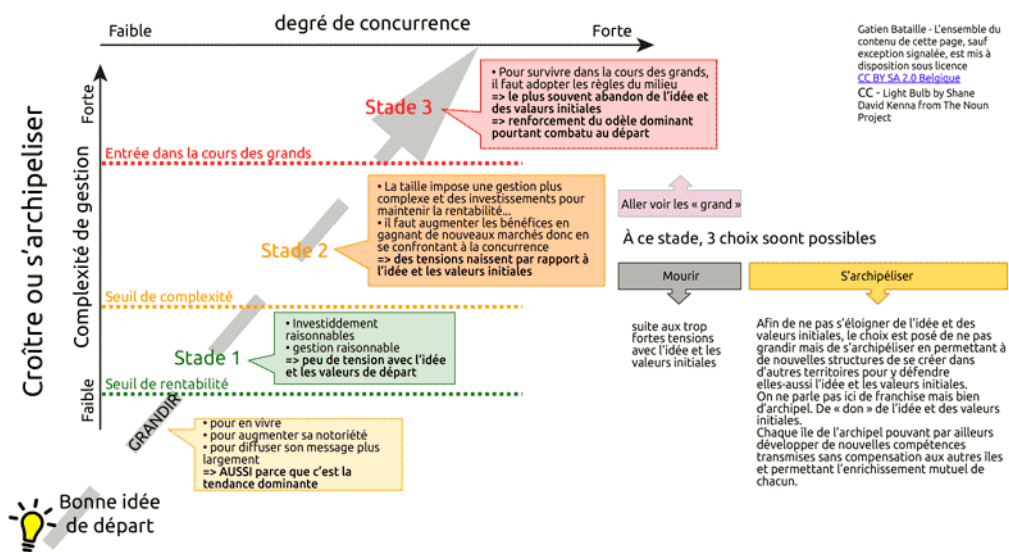 degré de concurrence
Faible
Forte
Gatien Bataille - L'ensemble du
contenu de cette page, sauf
exception signalée, est mis à
disposition sous licence
CC BY SA 2.0 Belgique
CC - Light Bulb by Shane
David Kenna from The Noun
Project
Croître ou s'archipeliser
Complexité de gestion
Forte
Faible
Stade 3
• Pour survivre dans la cours des grands,
il faut adopter les règles du milieu
=> le plus souvent abandon de l'idée et
des valaurs initiales
=> renforcement du odèle dominant
pourtant combatu au départ
Entrée dans la cours des grands
Stade 2
• La taille impose une gestion plus
complexe et des investissements pour
maintenir la rentabilité...
• il faut augmenter les bénéfices en
gagnant de nouveaux marchés donc en
se confrontant à la concurrence
=> des tensions naissent par rapport à
l'idée et les valeurs initiales
Aller voir les « grand »
À ce stade, 3 choix soont possibles
Mourir
S'archipéliser
suite aux trop
fortes tensions
avec l'idée et les
valeurs initiales
Afin de ne pas s'éloigner de l'idée et des
valeurs initiales, le choix est posé de ne pas
grandir mais de s'archipéliser en permettant à
de nouvelles structures de se créer dans
d'autres territoires pour y défendre
elles-aussi l'idée et les valeurs initiales.
On ne parle pas ici de franchise mais bien
d'archipel. De « don » de l'idée et des valeurs
initiales.
Chaque île de l'archipel pouvant par ailleurs
développer de nouvelles compétences
transmises sans compensation aux autres îles
et permettant l'enrichissement mutuel de
chacun.
Seuil de complexité
Stade 1
• Investiddement
raisonnables
• gestion raisonnable
=> peu de tension avec l'idée
et les valeurs de départ
Seuil de rentabilité
GRANDIR
• pour en vivre
• pour augmenter sa notoriété
• pour diffuser son message plus
largement
=> AUSSI parce que c'est la
tendance dominante
Bonne idée
de départ